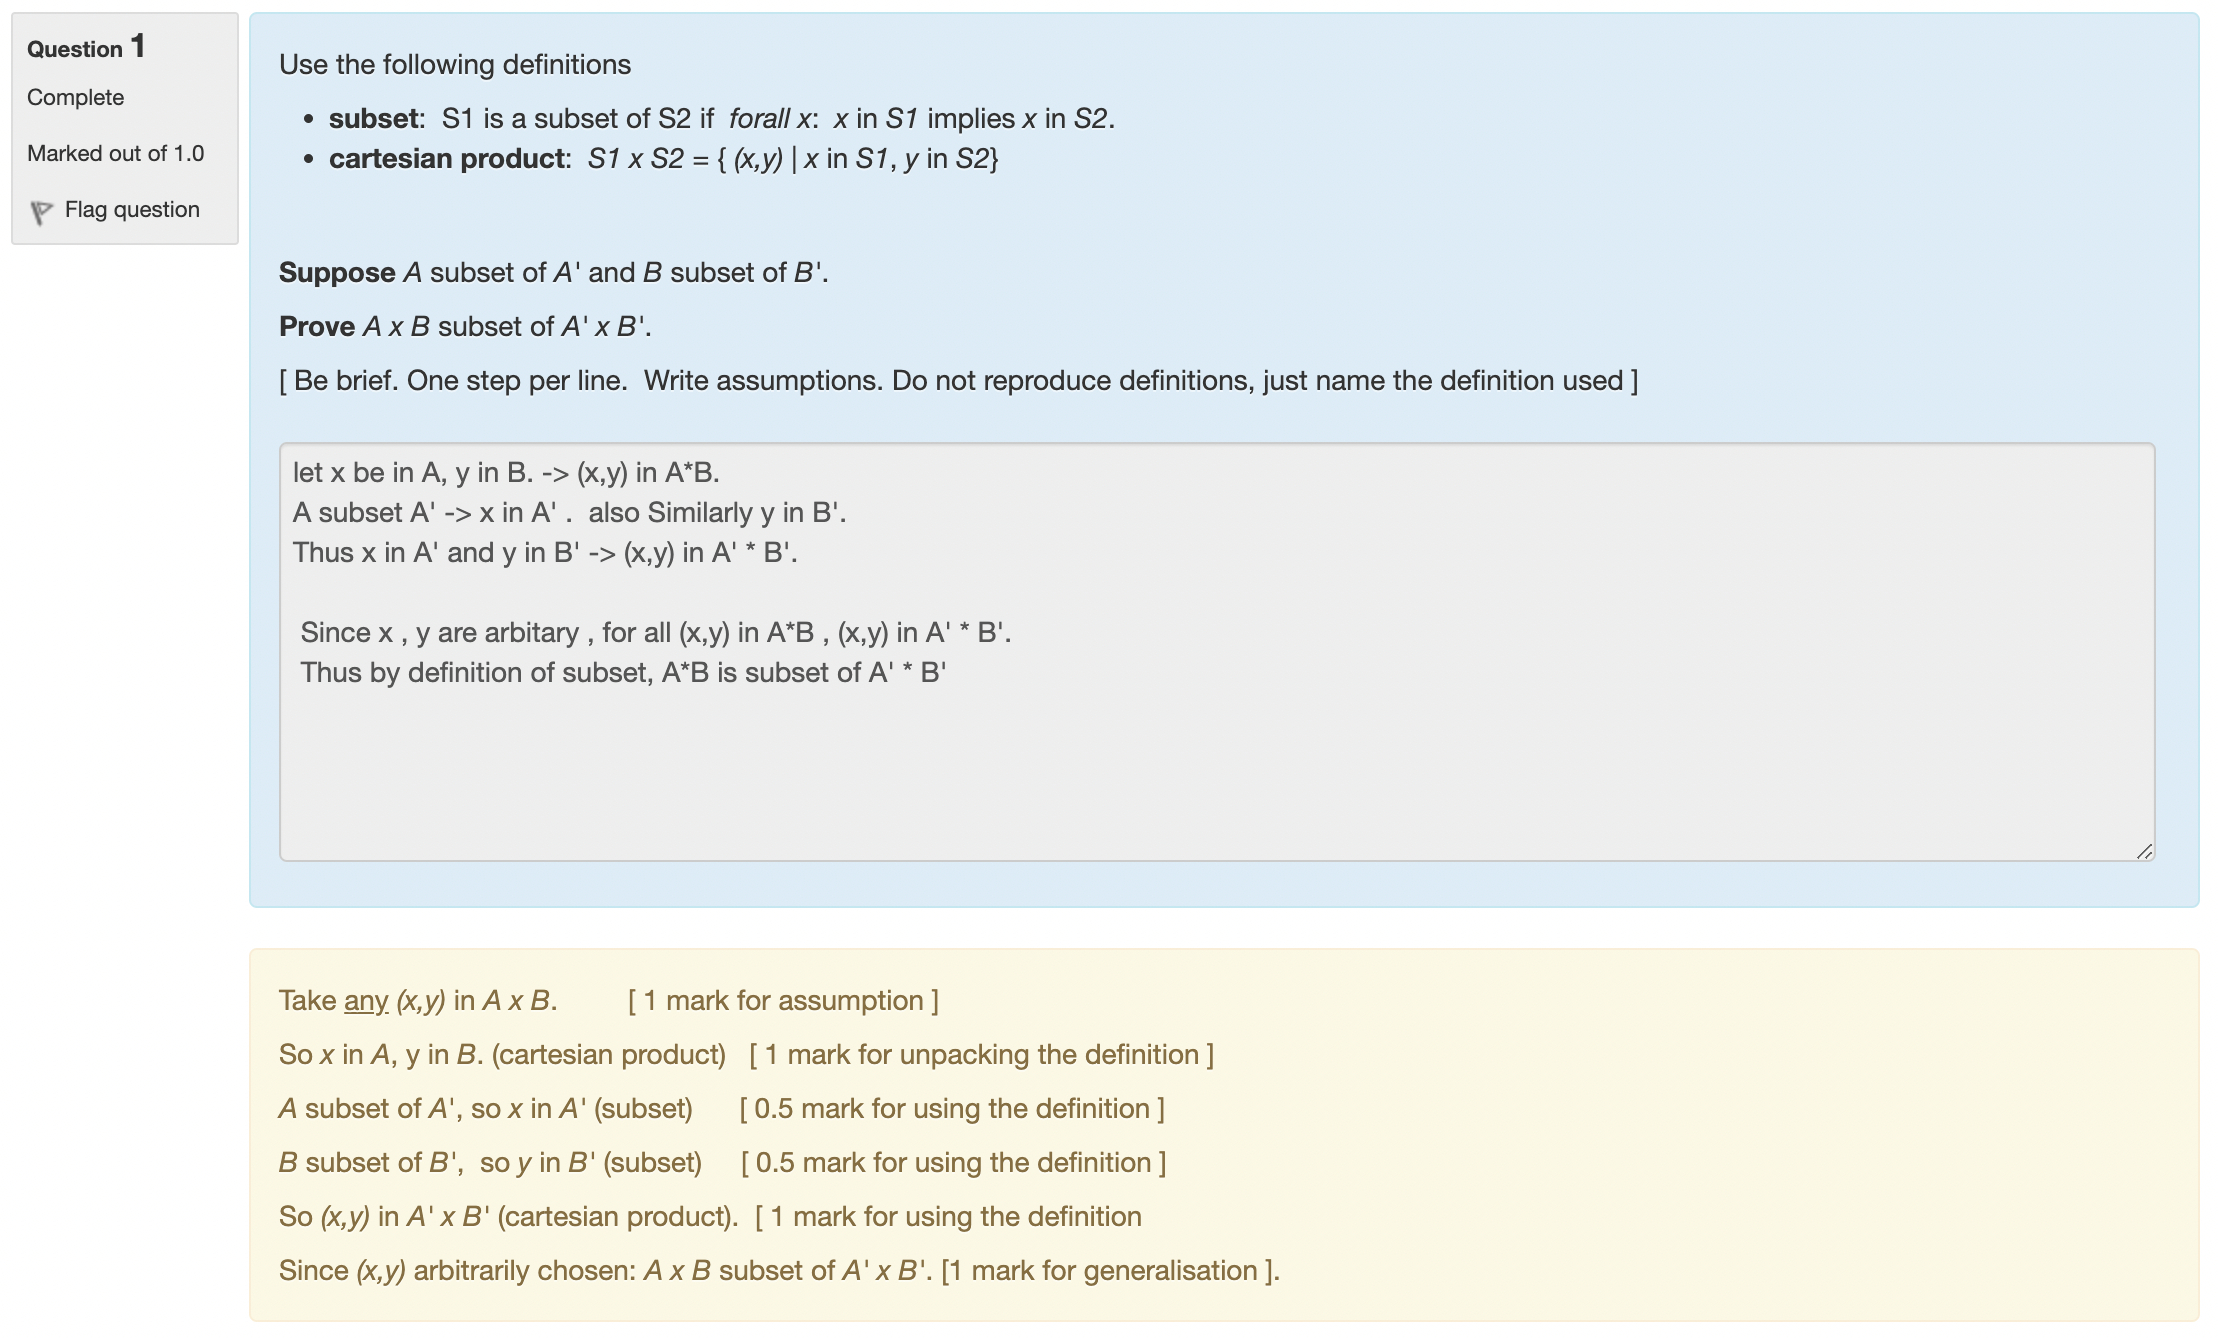 Question 1
Complete
Marked out of 1.0
Flag question
Use the following definitions
• subset: S1 is a subset of S2 if forall x: x in S1 implies x in S2.
• cartesian product: S1 x S2 = { (x,y) | x in S1, y in S2}
Suppose A subset of A' and B subset of B'.
Prove A x B subset of A' x B'.
[ Be brief. One step per line. Write assumptions. Do not reproduce definitions, just name the definition used ]
let x be in A, y in B. -> (x,y) in A*B.
A subset A' -> x in A' . also Similarly y in B'.
Thus x in A' and y in B' -> (x,y) in A' * B'.
Since x , y are arbitary , for all (x,y) in A*B , (x,y) in A' * B'.
Thus by definition of subset, A*B is subset of A' * B'
Take any (x,y) in A x B. [ 1 mark for assumption ]
So x in A, y in B. (cartesian product) [ 1 mark for unpacking the definition ]
A subset of A', so x in A' (subset) [ 0.5 mark for using the definition ]
B subset of B', so y in B' (subset) [ 0.5 mark for using the definition ]
So (x,y) in A' x B' (cartesian product). [ 1 mark for using the definition
Since (x,y) arbitrarily chosen: A x B subset of A' x B'. [1 mark for generalisation ].